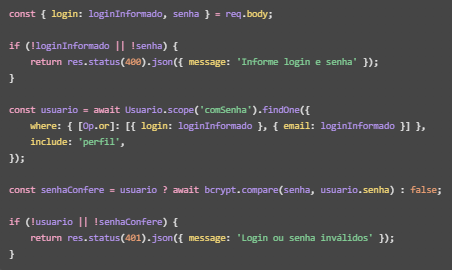 const { login: loginInformado, senha } = req.body;

if (!loginInformado || !senha) {
    return res.status(400).json({ message: 'Informe login e senha' });
}

const usuario = await Usuario.scope('comSenha').findOne({
    where: { [Op.or]: [{ login: loginInformado }, { email: loginInformado }] },
    include: 'perfil',
});

const senhaConfere = usuario ? await bcrypt.compare(senha, usuario.senha) : false;

if (!usuario || !senhaConfere) {
    return res.status(401).json({ message: 'Login ou senha inválidos' });
}